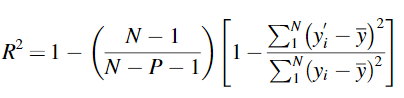 R² = 1 − ( (N − 1) / (N − P − 1) ) [ 1 − ∑₁ᴺ (y′ᵢ − ȳ)² / ∑₁ᴺ (yᵢ − ȳ)² ]